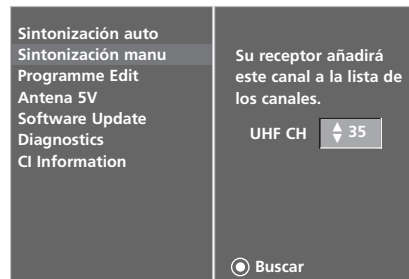 Sintonización auto
Sintonización manu
Programme Edit
Antena 5V
Software Update
Diagnostics
CI Information
Su receptor añadirá
este canal a la lista de
los canales.
UHF CH 35
Buscar